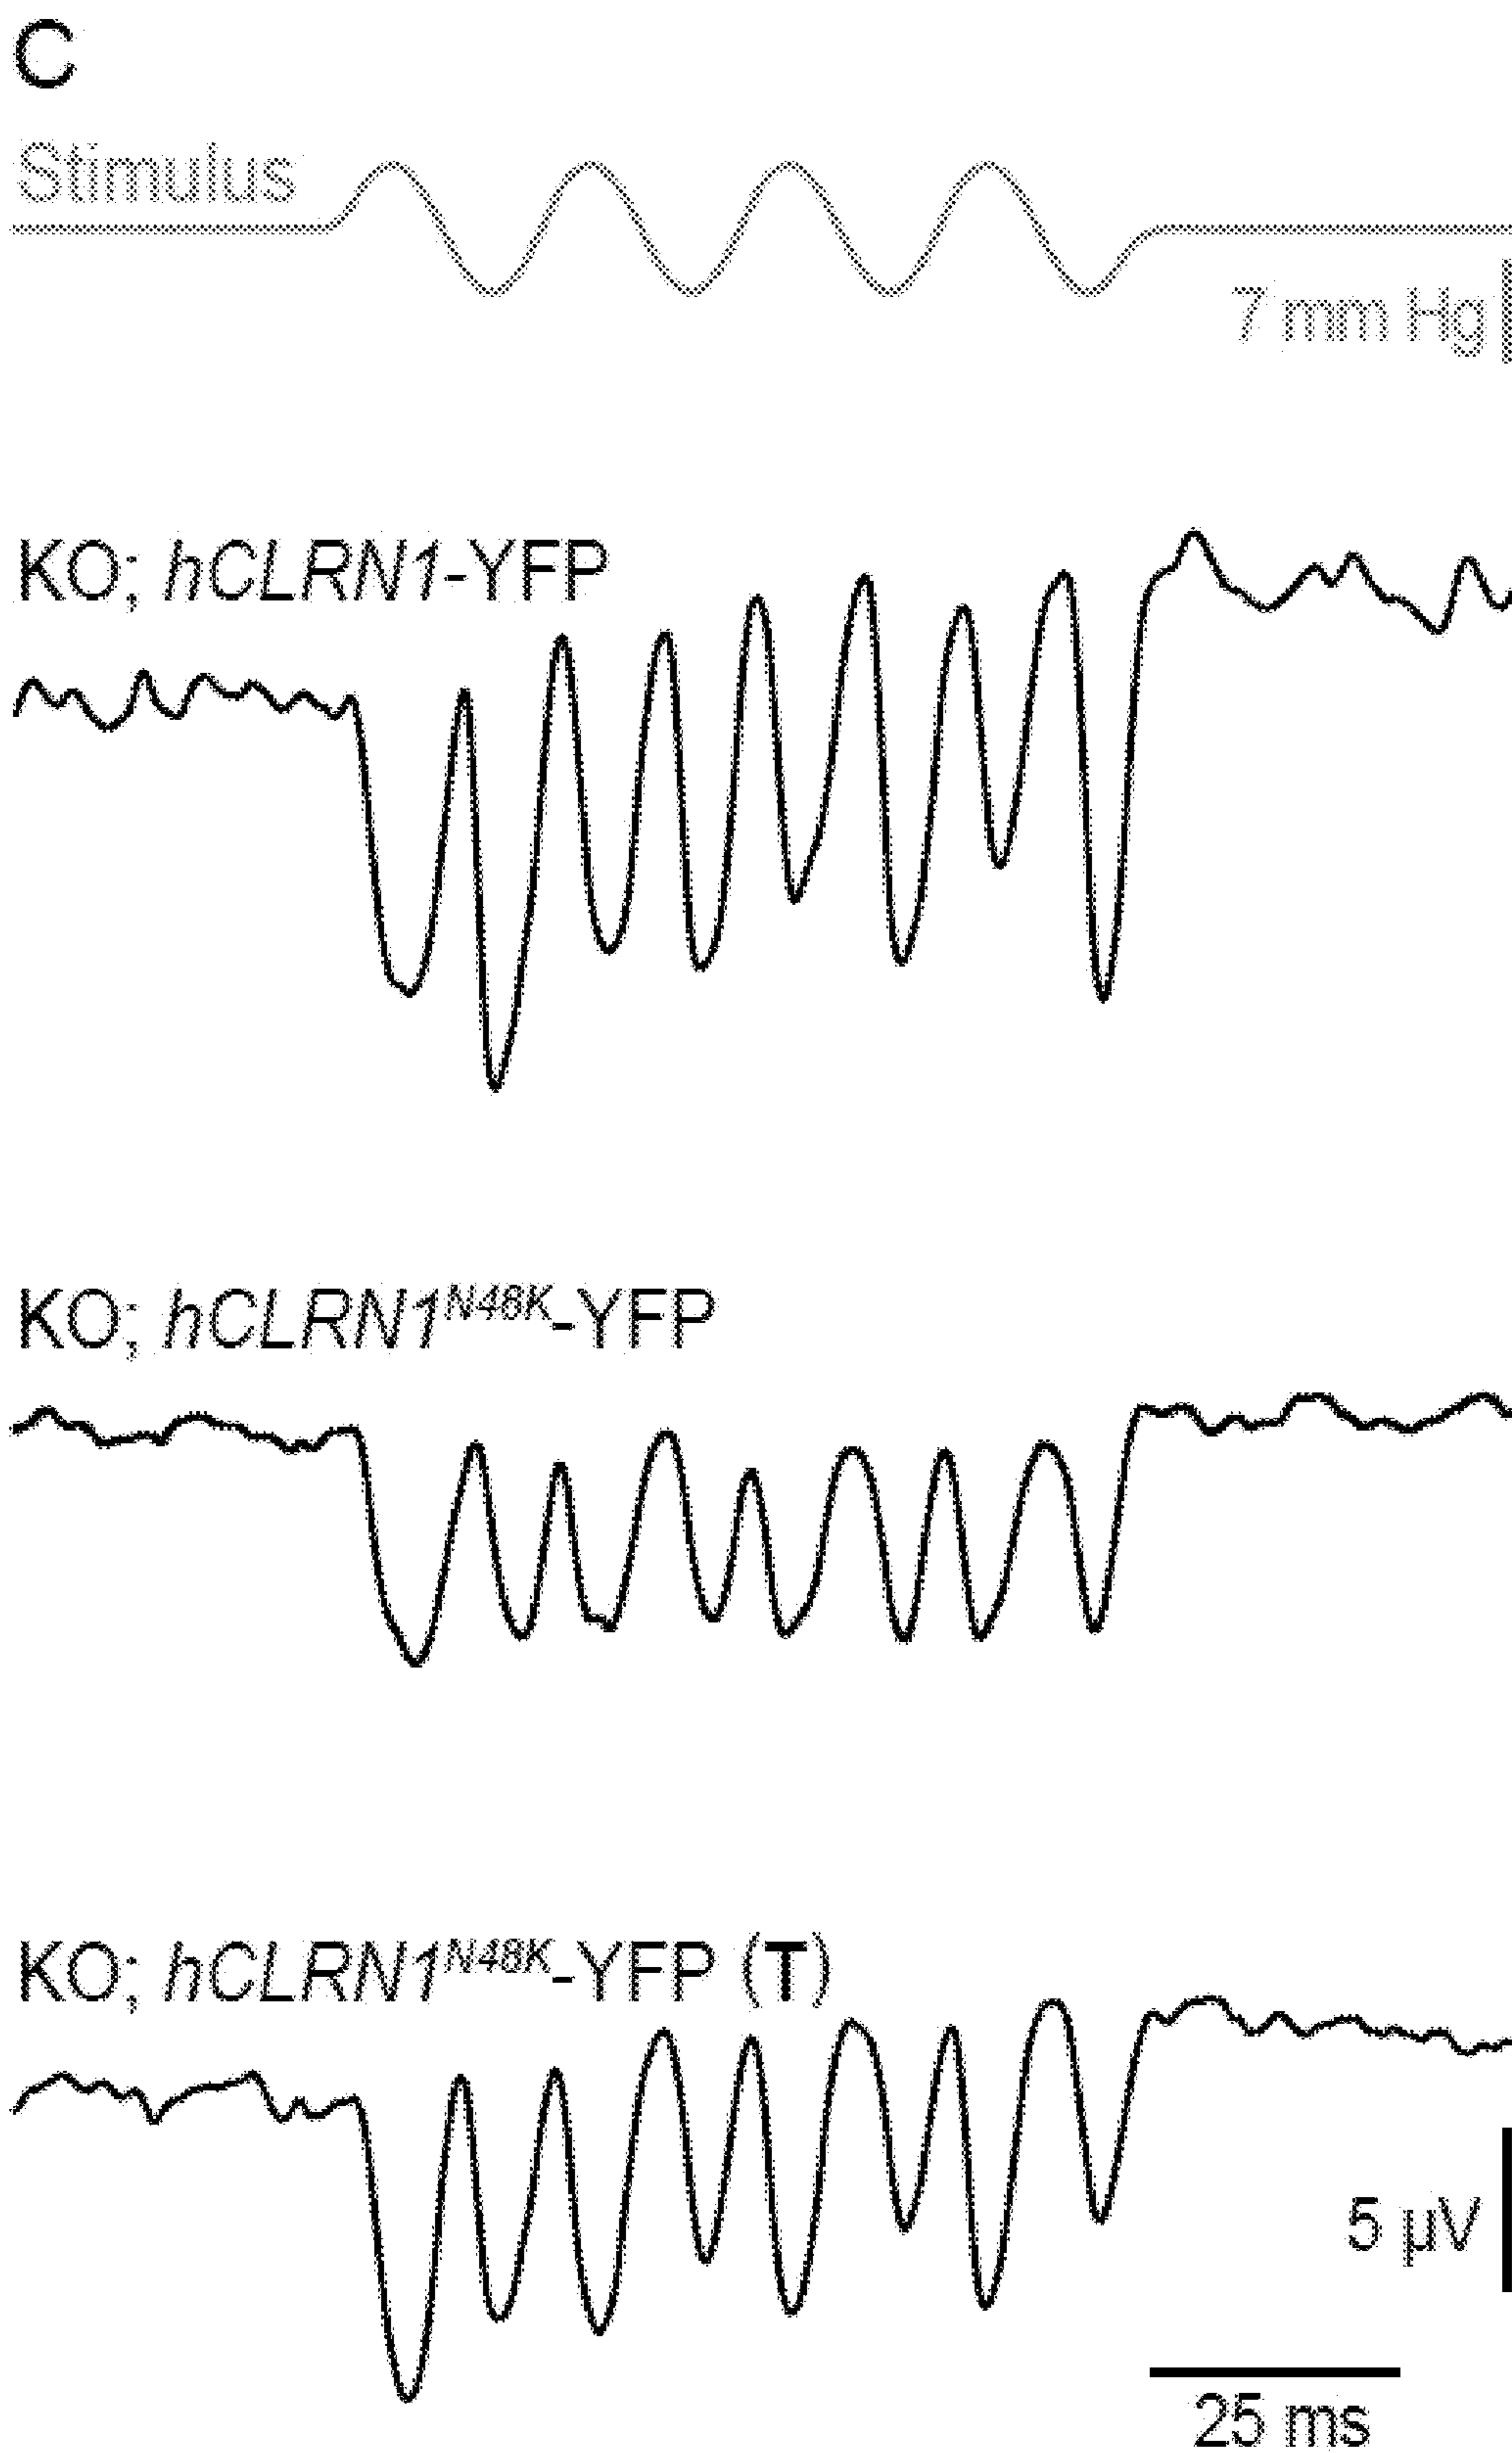 C
Stimulus
7 mm Hg
KO; hCLRN1-YFP
KO; hCLRN1N48K-YFP
KO; hCLRN1N48K-YFP (T)
5 µV
25 ms